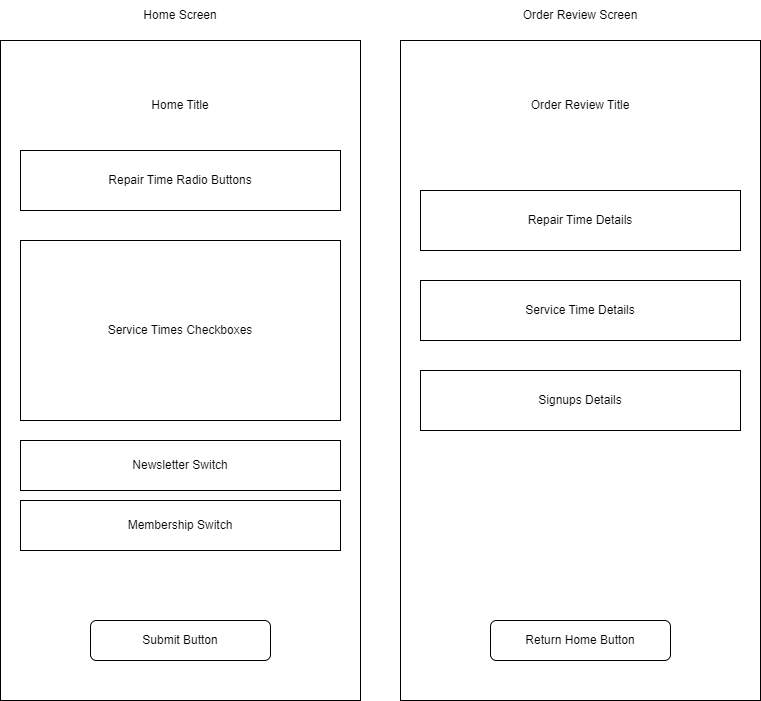 Home Screen
Home Title
Repair Time Radio Buttons
Service Times Checkboxes
Newsletter Switch
Membership Switch
Submit Button
Order Review Screen
Order Review Title
Repair Time Details
Service Time Details
Signups Details
Return Home Button